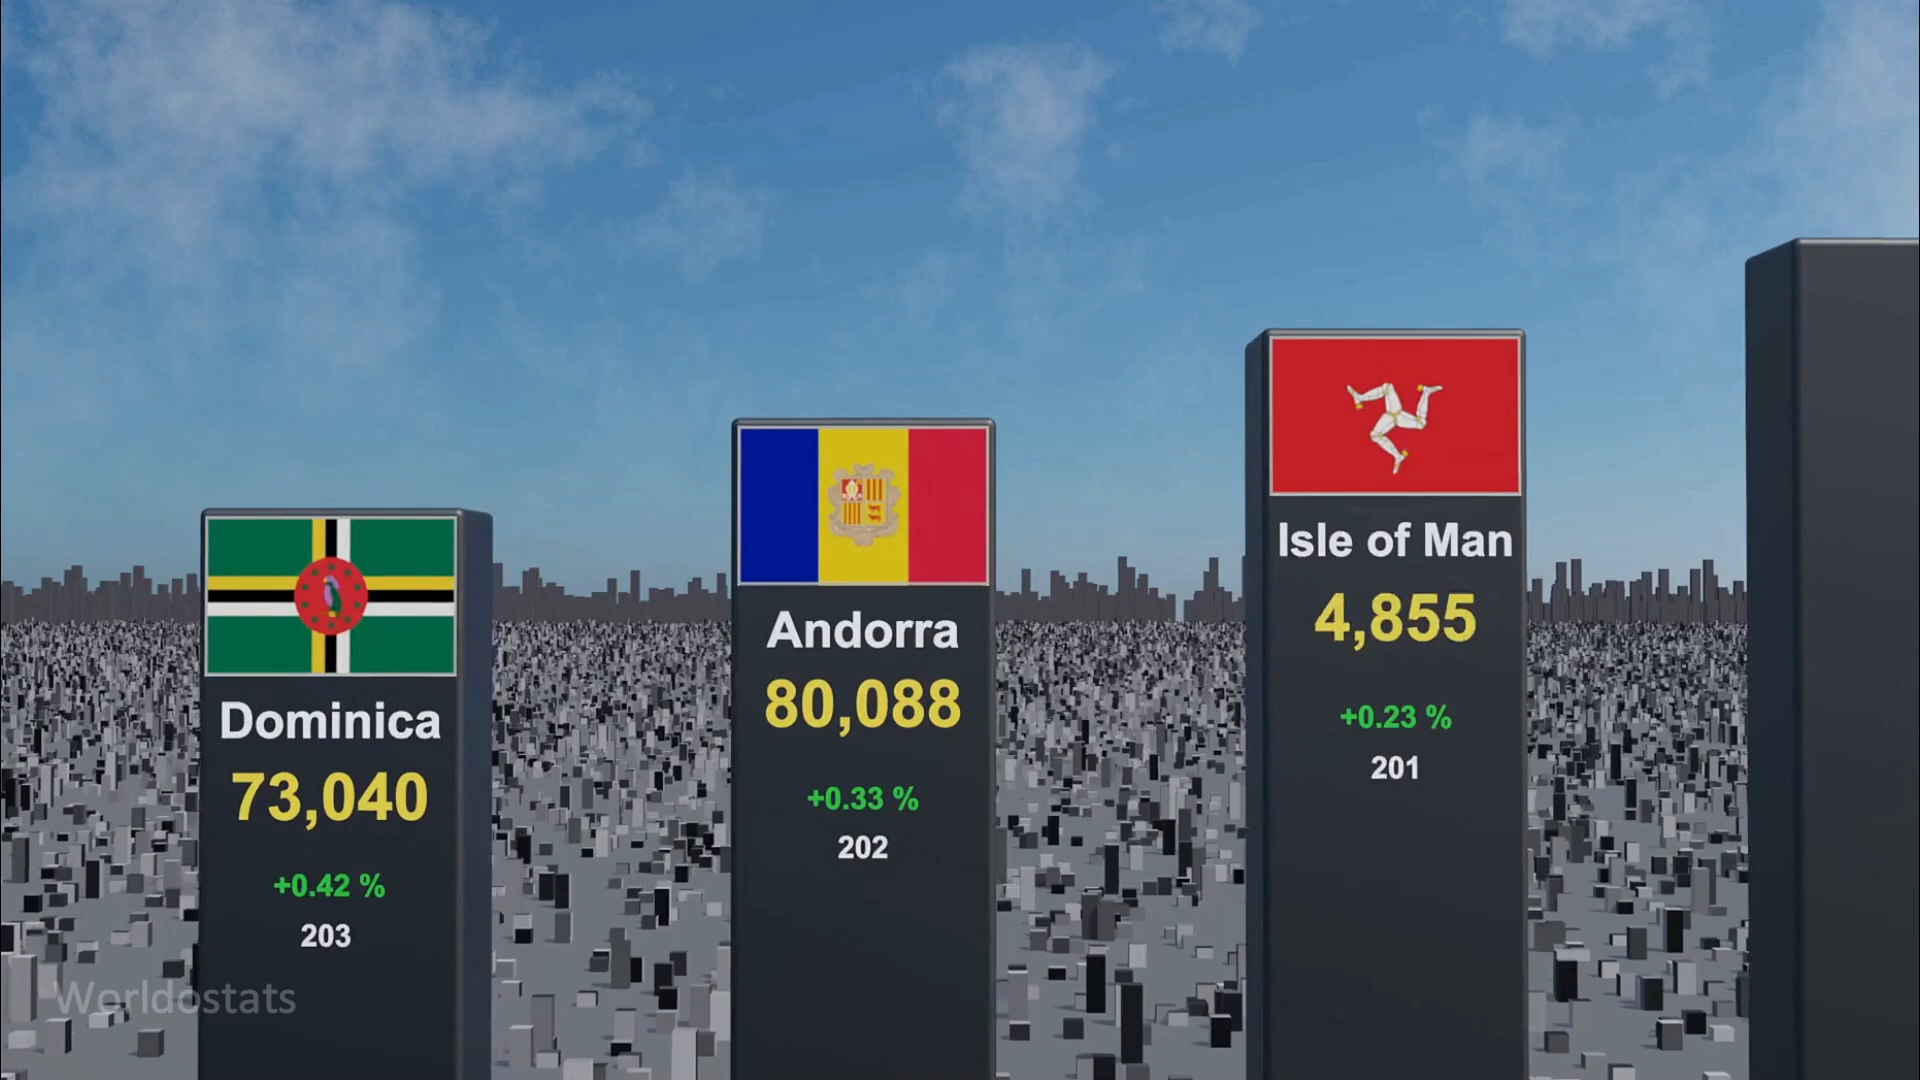 Dominica
73,040
+0.42 %
203
Andorra
80,088
+0.33 %
202
Isle of Man
4,855
+0.23 %
201
Worldostats